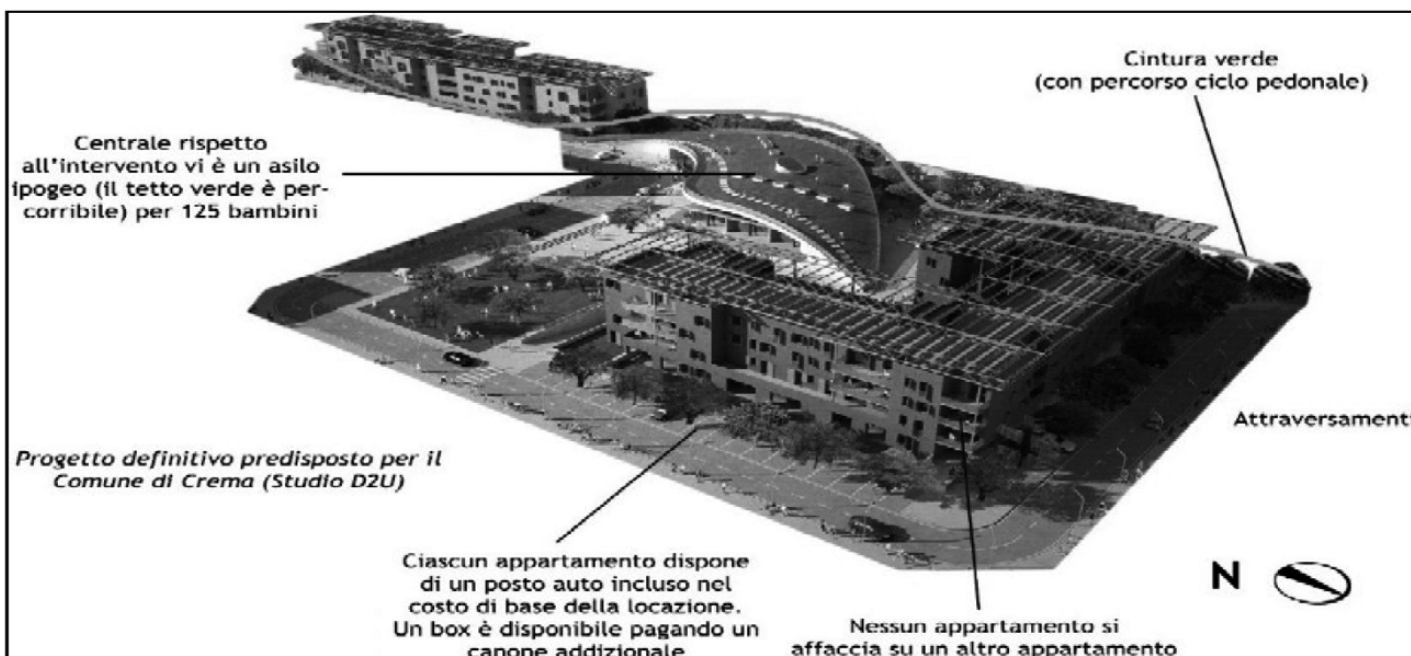 Cintura verde
(con percorso ciclo pedonale)
Centrale rispetto
all'intervento vi è un asilo
ipogeo (il tetto verde è per-
corribile) per 125 bambini
Attraversamenti
Progetto definitivo predisposto per il
Comune di Crema (Studio D2U)
Ciascun appartamento dispone
di un posto auto incluso nel
costo di base della locazione.
Un box è disponibile pagando un
canone addizionale
N
Nessun appartamento si
affaccia su un altro appartamento